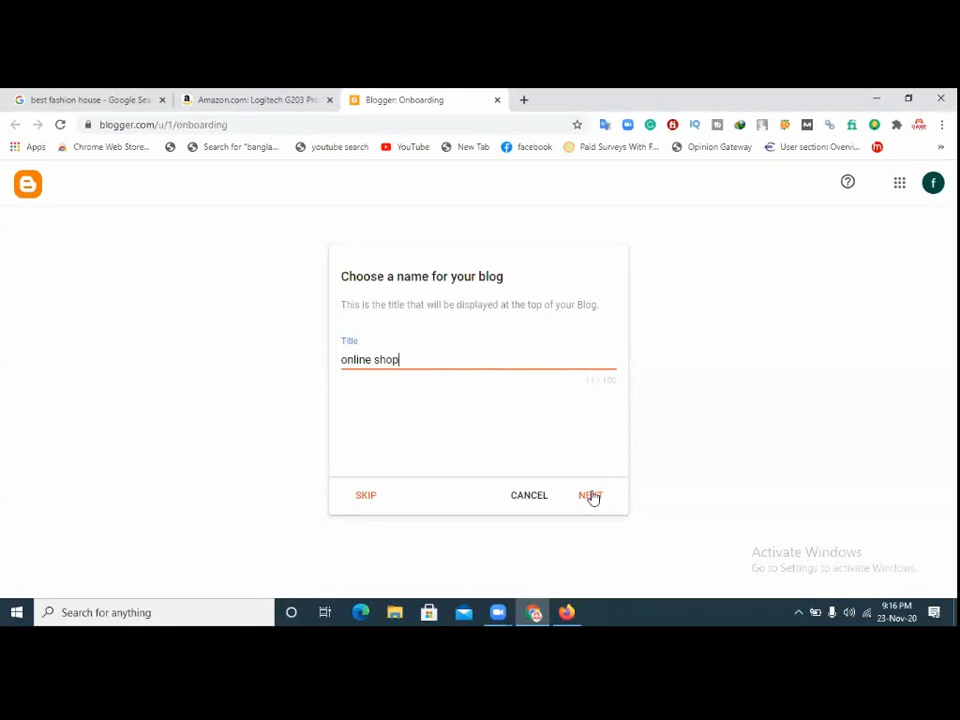 best fashion house - Google Sea
Amazon.com: Logitech G203 Pro
Blogger: Onboarding
blogger.com/u/1/onboarding
Apps
Chrome Web Store...
Search for "bangla...
youtube search
YouTube
New Tab
facebook
Paid Surveys With F...
Opinion Gateway
User section: Overvi...
f
Choose a name for your blog
This is the title that will be displayed at the top of your Blog.
Title
online shop
11 / 100
SKIP
CANCEL
NEXT
Activate Windows
Go to Settings to activate Windows.
Search for anything
9:16 PM
23-Nov-20